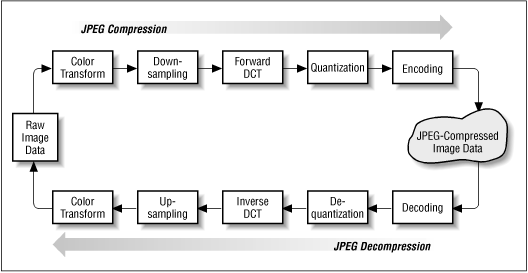 JPEG Compression
Color
Transform
Down-
sampling
Forward
DCT
Quantization
Encoding
Raw
Image
Data
JPEG-Compressed
Image Data
Color
Transform
Up-
sampling
Inverse
DCT
De-
quantization
Decoding
JPEG Decompression